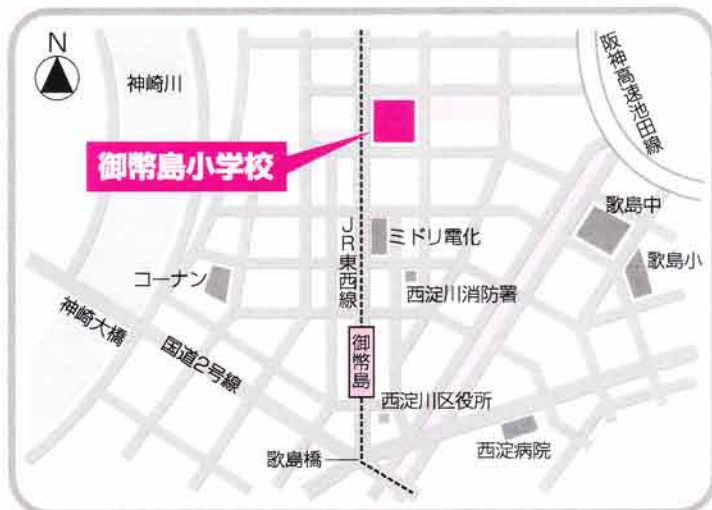 N
神崎川
阪神高速池田線
御幣島小学校
歌島中
JR東西線
ミドリ電化
歌島小
コーナン
西淀川消防署
神崎大橋
国道2号線
御幣島
西淀川区役所
歌島橋
西淀病院